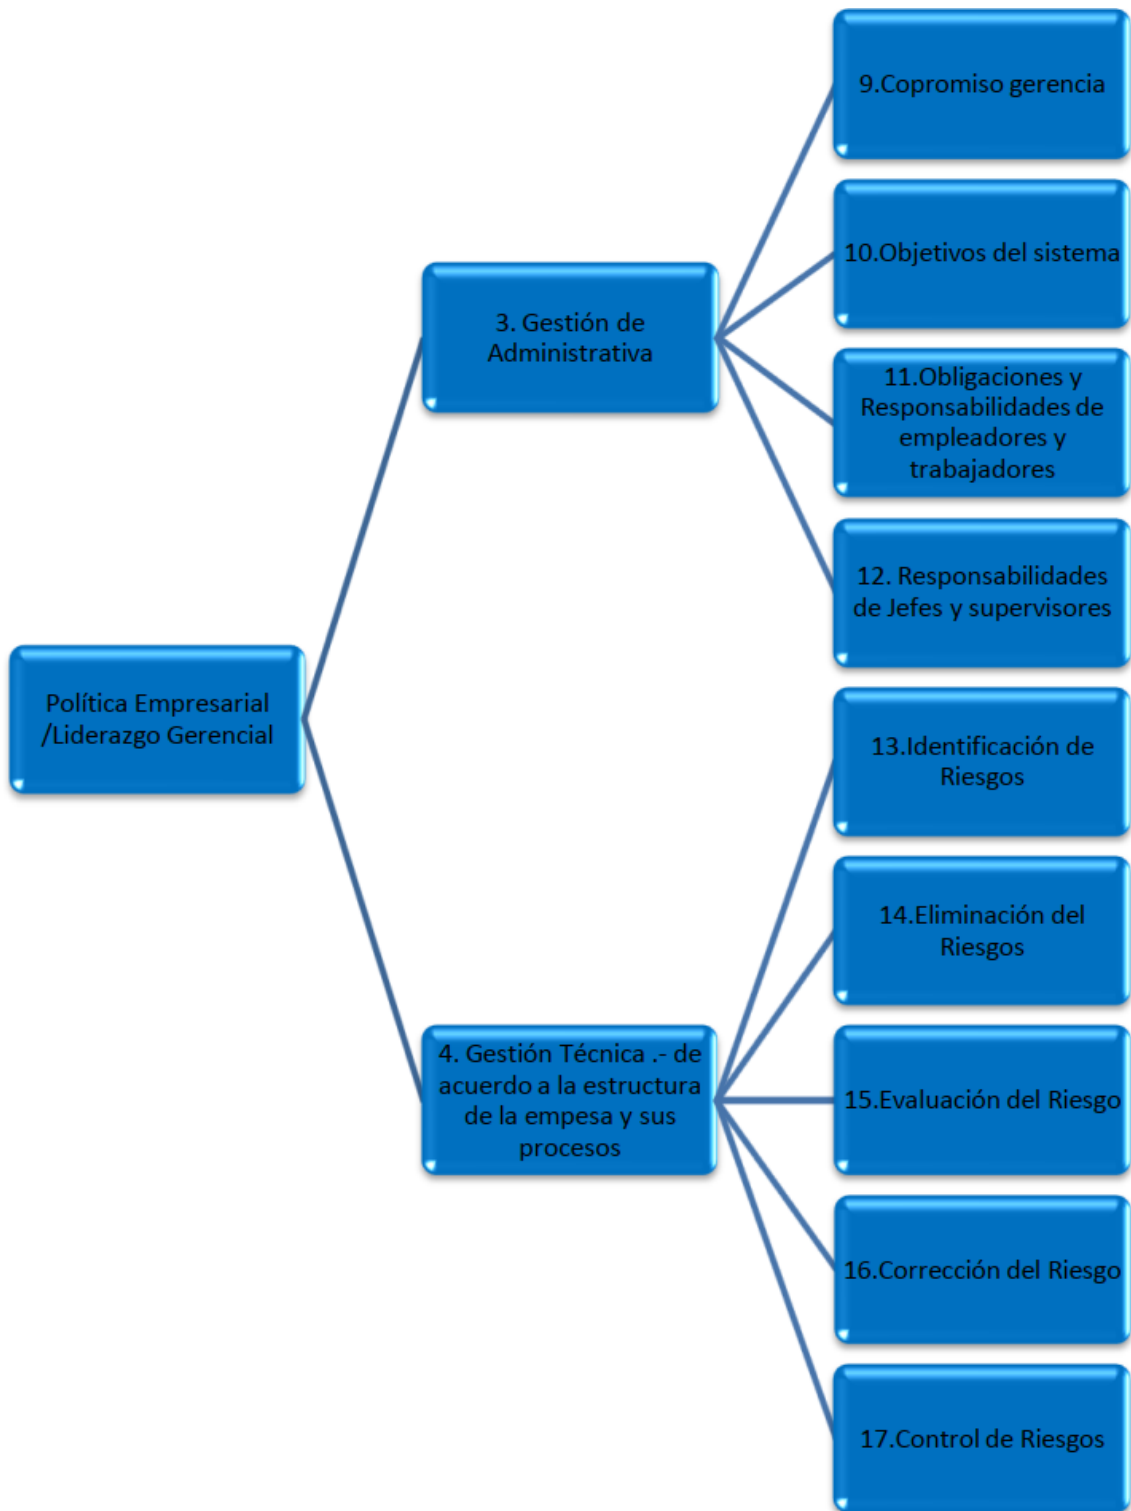 Política Empresarial
/Liderazgo Gerencial
3. Gestión de
Administrativa
9.Copromiso gerencia
10.Objetivos del sistema
11.Obligaciones y
Responsabilidades de
empleadores y
trabajadores
12. Responsabilidades
de Jefes y supervisores
4. Gestión Técnica .- de
acuerdo a la estructura
de la empesa y sus
procesos
13.Identificación de
Riesgos
14.Eliminación del
Riesgos
15.Evaluación del Riesgo
16.Corrección del Riesgo
17.Control de Riesgos